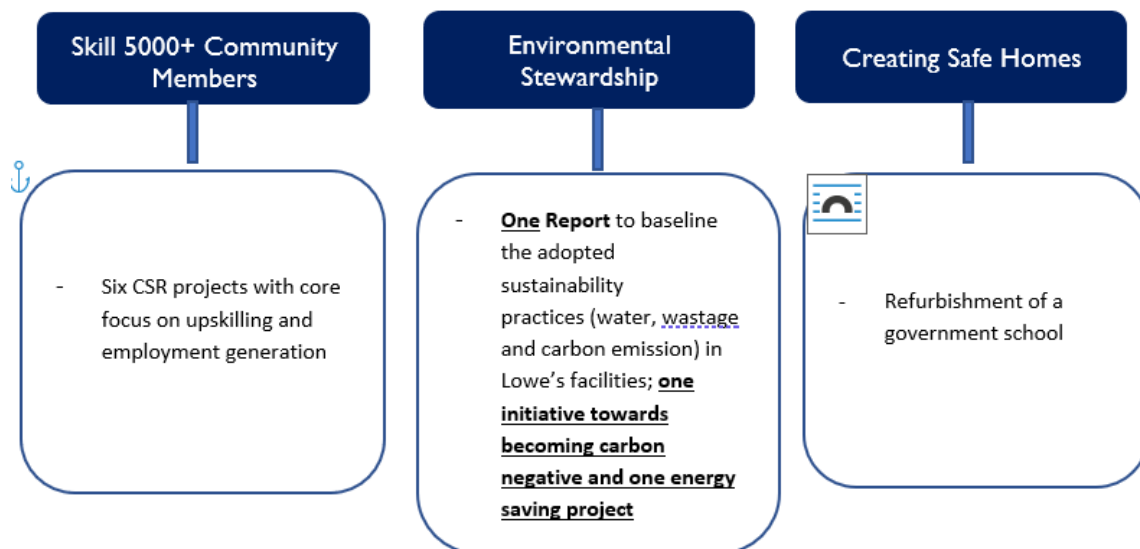 Skill 5000+ Community
Members
- Six CSR projects with core
focus on upskilling and
employment generation
Environmental
Stewardship
- One Report to baseline
the adopted
sustainability
practices (water, wastage
and carbon emission) in
Lowe's facilities; one
initiative towards
becoming carbon
negative and one energy
saving project
Creating Safe Homes
- Refurbishment of a
government school